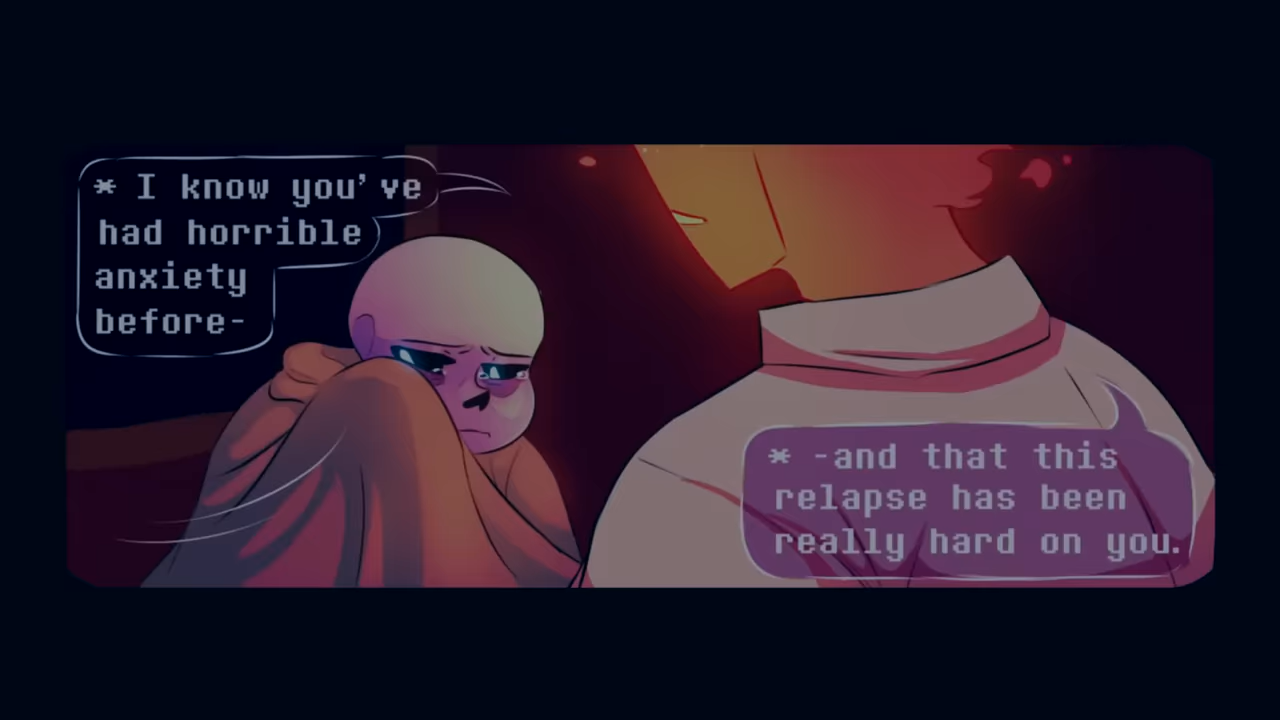 * I know you've
had horrible
anxiety
before-
* -and that this
relapse has been
really hard on you.